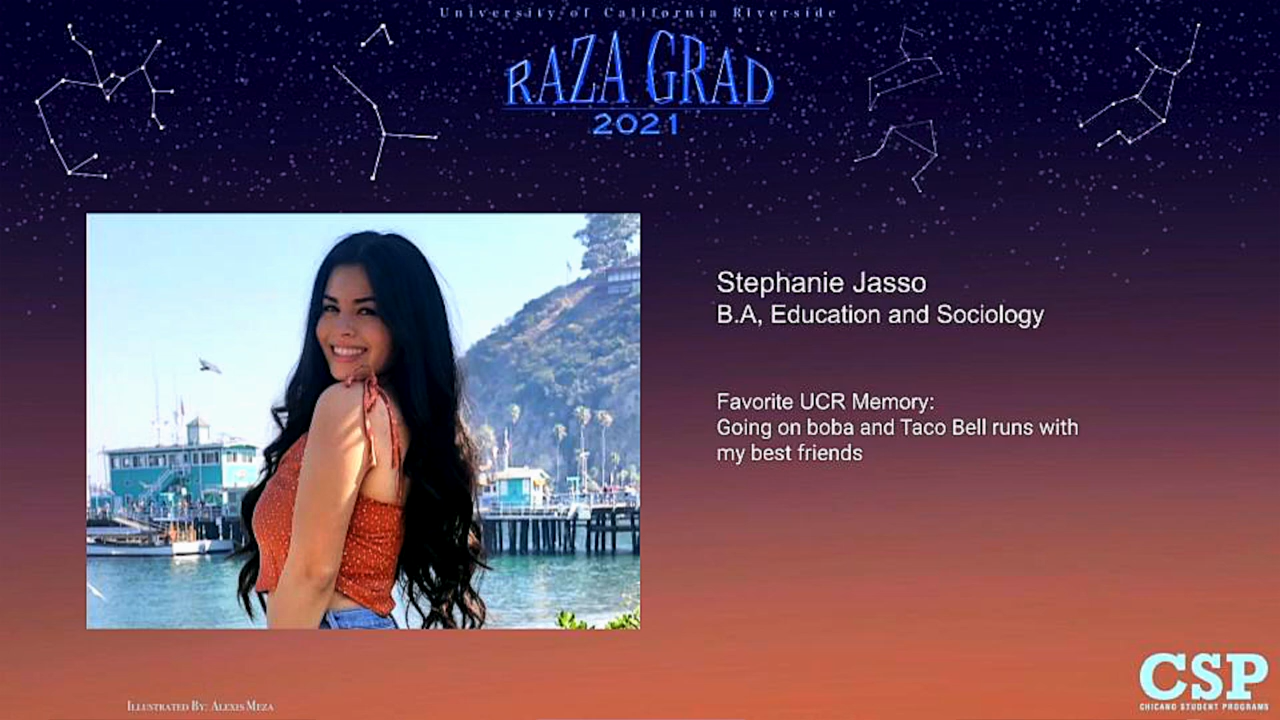 University of California Riverside
RAZA GRAD
2021
Stephanie Jasso
B.A, Education and Sociology
Favorite UCR Memory:
Going on boba and Taco Bell runs with
my best friends
Illustrated By: Alexis Meza
CSP
CHICANO STUDENT PROGRAMS